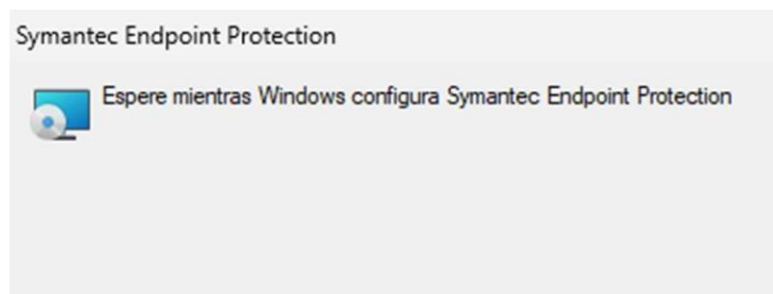 Symantec Endpoint Protection
Espere mientras Windows configura Symantec Endpoint Protection